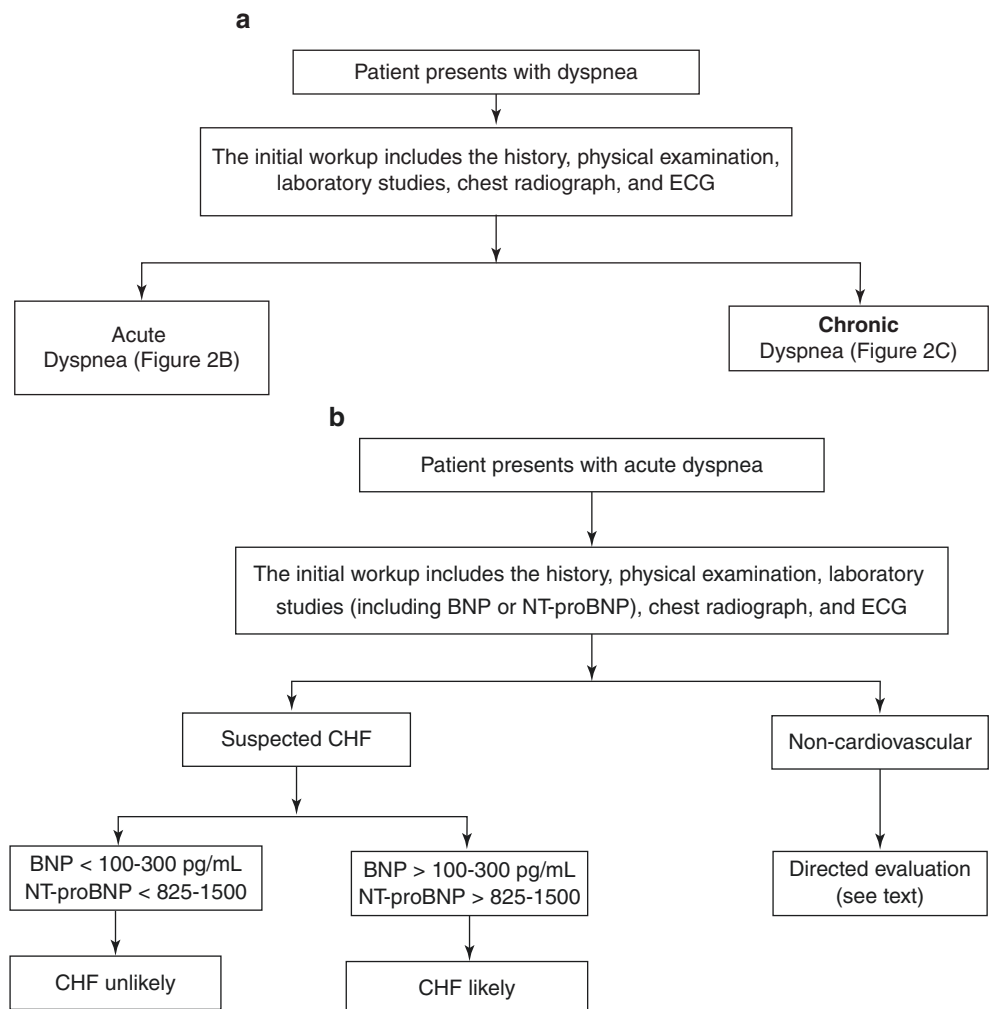 a
Patient presents with dyspnea
The initial workup includes the history, physical examination,
laboratory studies, chest radiograph, and ECG
Acute
Dyspnea (Figure 2B)
Chronic
Dyspnea (Figure 2C)
b
Patient presents with acute dyspnea
The initial workup includes the history, physical examination, laboratory
studies (including BNP or NT-proBNP), chest radiograph, and ECG
Suspected CHF
Non-cardiovascular
BNP < 100-300 pg/mL
NT-proBNP < 825-1500
BNP > 100-300 pg/mL
NT-proBNP > 825-1500
Directed evaluation
(see text)
CHF unlikely
CHF likely